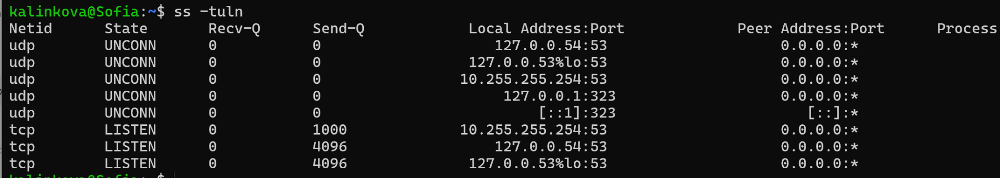 kalinkova@Sofia:~$ ss -tuln
Netid State Recv-Q Send-Q Local Address:Port Peer Address:Port Process
udp UNCONN 0 0 127.0.0.54:53 0.0.0.0:*
udp UNCONN 0 0 127.0.0.53%lo:53 0.0.0.0:*
udp UNCONN 0 0 10.255.255.254:53 0.0.0.0:*
udp UNCONN 0 0 127.0.0.1:323 0.0.0.0:*
udp UNCONN 0 0 [::1]:323 [::]:*
tcp LISTEN 0 1000 10.255.255.254:53 0.0.0.0:*
tcp LISTEN 0 4096 127.0.0.54:53 0.0.0.0:*
tcp LISTEN 0 4096 127.0.0.53%lo:53 0.0.0.0:*
kalinkova@Sofia:~$